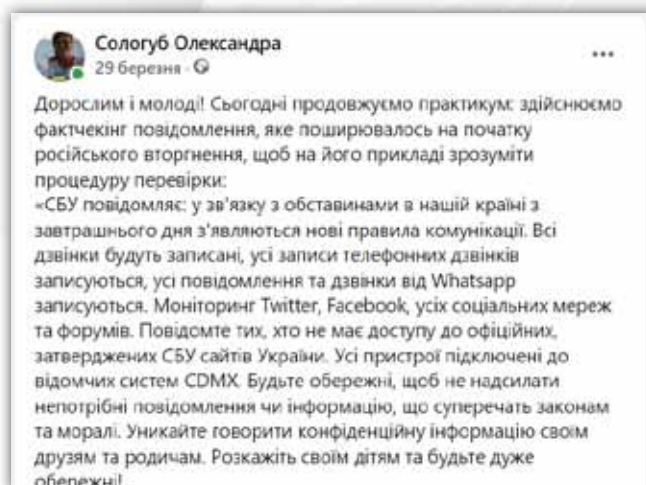 Сологуб Олександра
29 березня ·
Дорослим і молоді! Сьогодні продовжуємо практикум: здійснюємо
фактчекінг повідомлення, яке поширювалось на початку
російського вторгнення, щоб на його прикладі зрозуміти
процедуру перевірки:
«СБУ повідомляє: у зв'язку з обставинами в нашій країні з
завтрашнього дня з'являються нові правила комунікації. Всі
дзвінки будуть записані, усі записи телефонних дзвінків
записуються, усі повідомлення та дзвінки від Whatsapp
записуються. Моніторинг Twitter, Facebook, усіх соціальних мереж
та форумів. Повідомте тих, хто не має доступу до офіційних,
затверджених СБУ сайтів України. Усі пристрої підключені до
відомчих систем CDMX. Будьте обережні, щоб не надсилати
непотрібні повідомлення чи інформацію, що суперечать законам
та моралі. Уникайте говорити конфіденційну інформацію своїм
друзям та родичам. Розкажіть своїм дітям та будьте дуже
обережні!